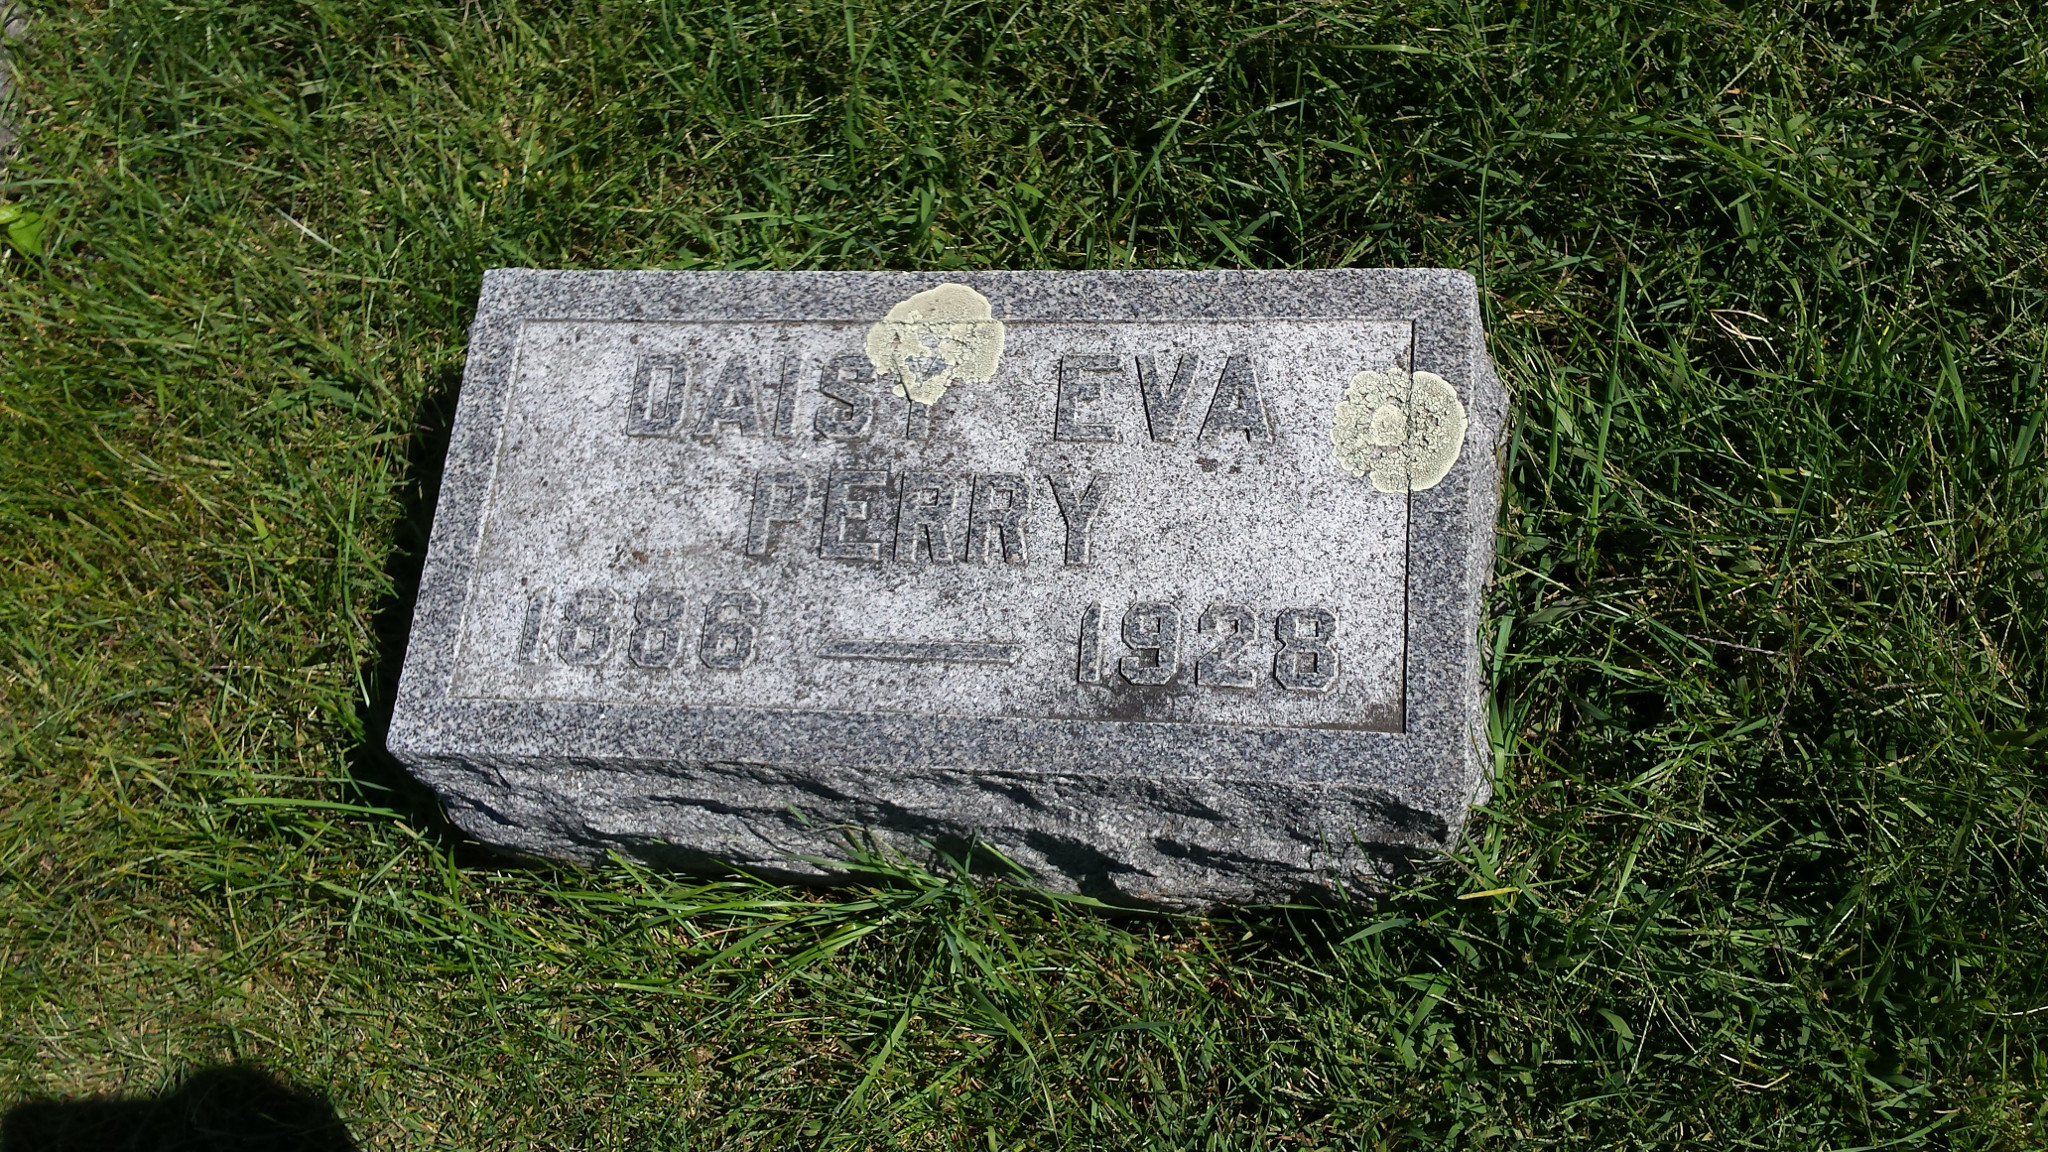 DAISY EVA
PERRY
1886 — 1928